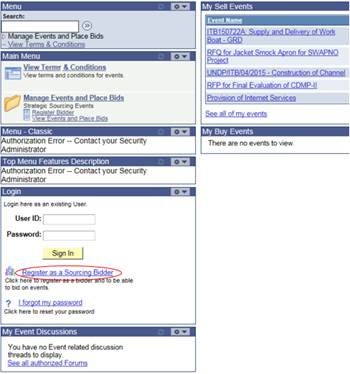 Menu
Search:
Manage Events and Place Bids
View Terms & Conditions
Main Menu
View Terms & Conditions
View terms and conditions for events.
Manage Events and Place Bids
Strategic Sourcing Events
Register Bidder
View Events and Place Bids
Menu - Classic
Authorization Error -- Contact your Security
Administrator
Top Menu Features Description
Authorization Error -- Contact your Security
Administrator
Login
Login here as an existing User.
User ID:
Password:
Sign In
Register as a Sourcing Bidder
Click here to register as a bidder and to be able
to bid on events.
I forgot my password
Click here to reset your password
My Event Discussions
You have no Event related discussion
threads to display.
See all authorized Forums
My Sell Events
Event Name
ITB150722A: Supply and Delivery of Work
Boat - GRD
RFQ for Jacket Smock Apron for SWAPNO
Project
UNDP/ITB/04/2015 - Construction of Channel
RFP for Final Evaluation of CDMP-II
Provision of Internet Services
See all of my events
My Buy Events
There are no events to view.